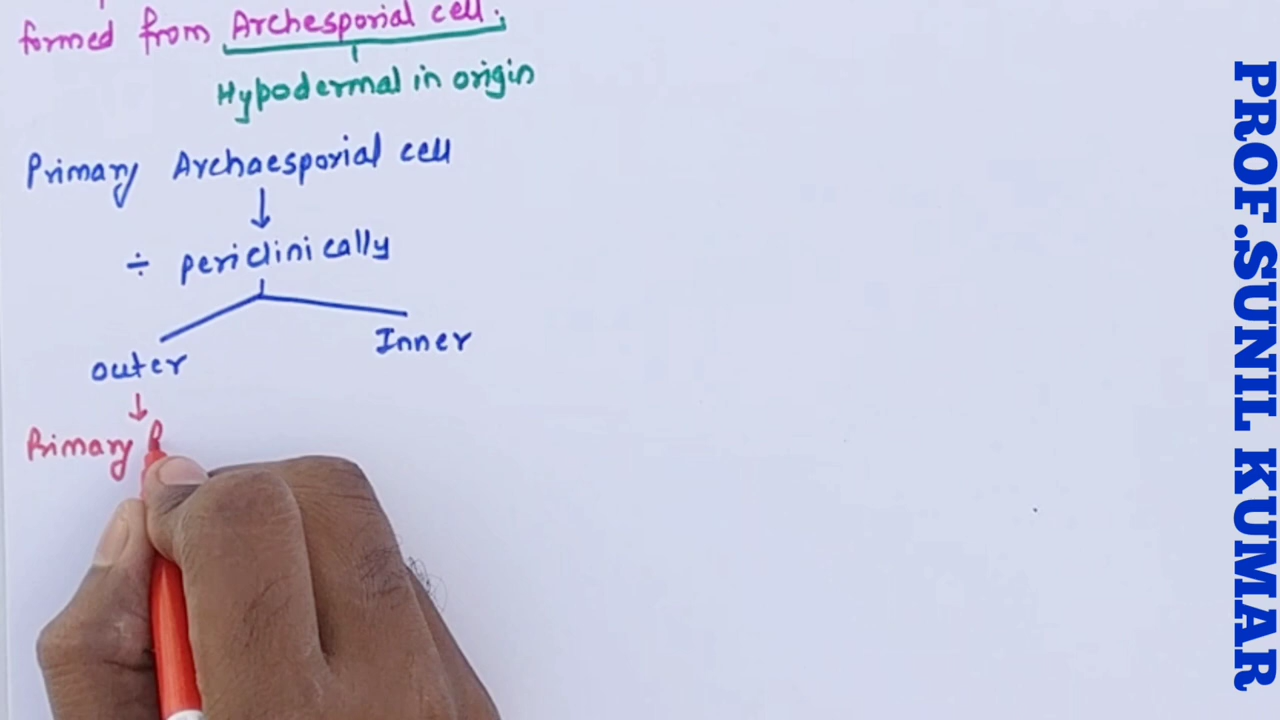 formed from Archesporial cell.
Hypodermal in origin
Primary Archaesporial cell
÷ periclinically
outer
Inner
Primary P
PROF.SUNIL KUMAR